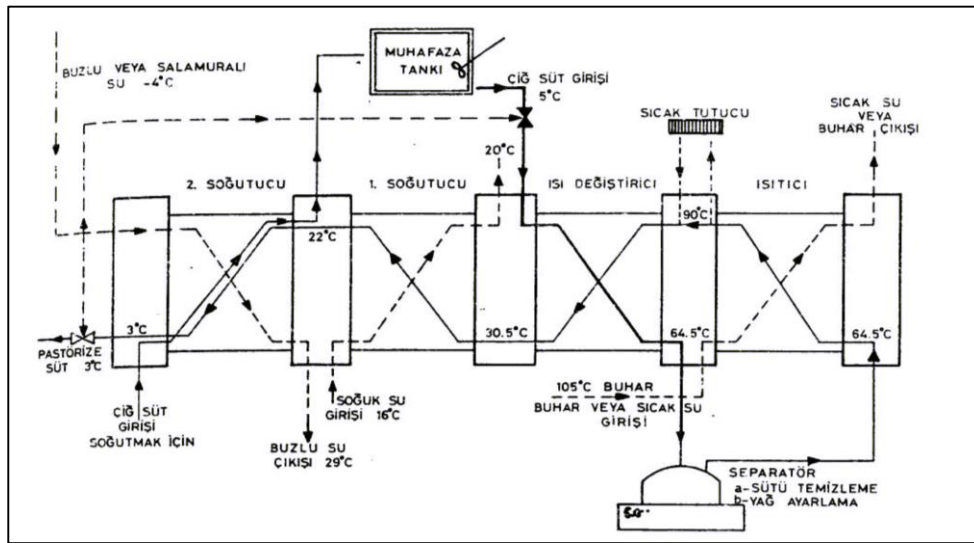 BUZLU VEYA SALAMURALI
SU -4°C
MUHAFAZA
TANKI
ÇİĞ SÜT GİRİŞİ
5°C
SICAK TUTUCU
SICAK SU
VEYA
BUHAR ÇIKIŞI
20°C
2. SOĞUTUCU
1. SOĞUTUCU
ISI DEĞİŞTİRİCİ
ISITICI
22°C
90°C
3°C
30.5°C
64.5°C
64.5°C
PASTÖRİZE
SÜT 3°C
ÇİĞ SÜT
GİRİŞİ
SOĞUTMAK İÇİN
SOĞUK SU
GİRİŞİ 16°C
BUZLU SU
ÇIKIŞI 29°C
105°C BUHAR
BUHAR VEYA SICAK SU
GİRİŞİ
SEPARATÖR
a-SÜTÜ TEMİZLEME
b-YAĞ AYARLAMA